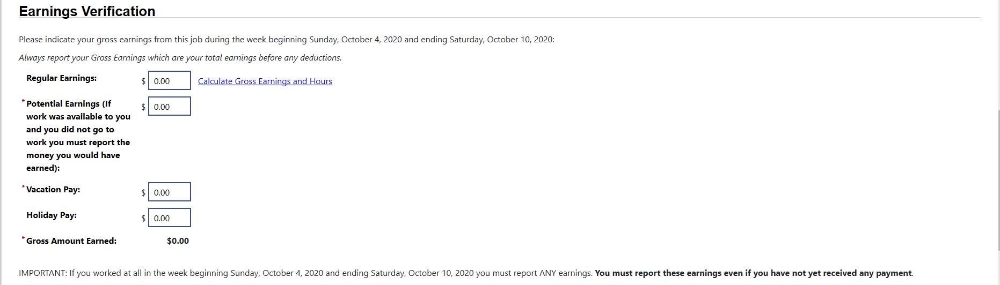 Earnings Verification
Please indicate your gross earnings from this job during the week beginning Sunday, October 4, 2020 and ending Saturday, October 10, 2020:
Always report your Gross Earnings which are your total earnings before any deductions.
Regular Earnings: $ 0.00 Calculate Gross Earnings and Hours
* Potential Earnings (If $ 0.00
work was available to you
and you did not go to
work you must report the
money you would have
earned):
* Vacation Pay: $ 0.00
Holiday Pay: $ 0.00
* Gross Amount Earned: $0.00
IMPORTANT: If you worked at all in the week beginning Sunday, October 4, 2020 and ending Saturday, October 10, 2020 you must report ANY earnings. You must report these earnings even if you have not yet received any payment.